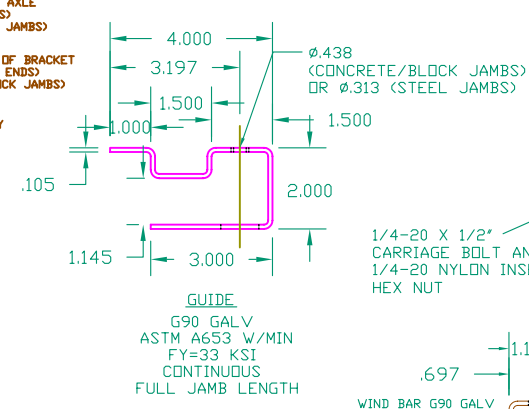 AXLE
S)
JAMBS)
OF BRACKET
ENDS)
CK JAMBS)
Y
4.000
3.197
1.500
1.000
Ø.438
(CONCRETE/BLOCK JAMBS)
OR Ø.313 (STEEL JAMBS)
1.500
.105
2.000
1.145
3.000
1/4-20 X 1/2"
CARRIAGE BOLT AN
1/4-20 NYLON INS
HEX NUT
GUIDE
G90 GALV
ASTM A653 W/MIN
FY=33 KSI
CONTINUOUS
FULL JAMB LENGTH
1.1
.697
WIND BAR G90 GALV